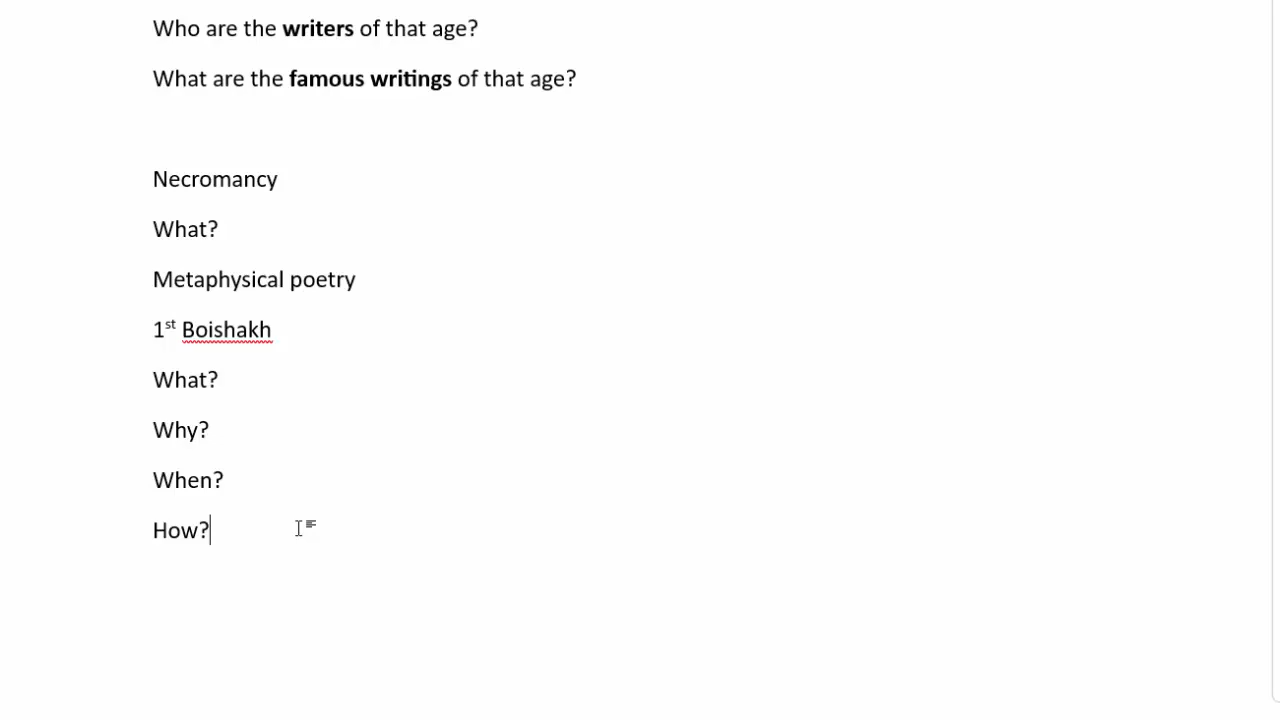 Who are the writers of that age?
What are the famous writings of that age?
Necromancy
What?
Metaphysical poetry
1st Boishakh
What?
Why?
When?
How?